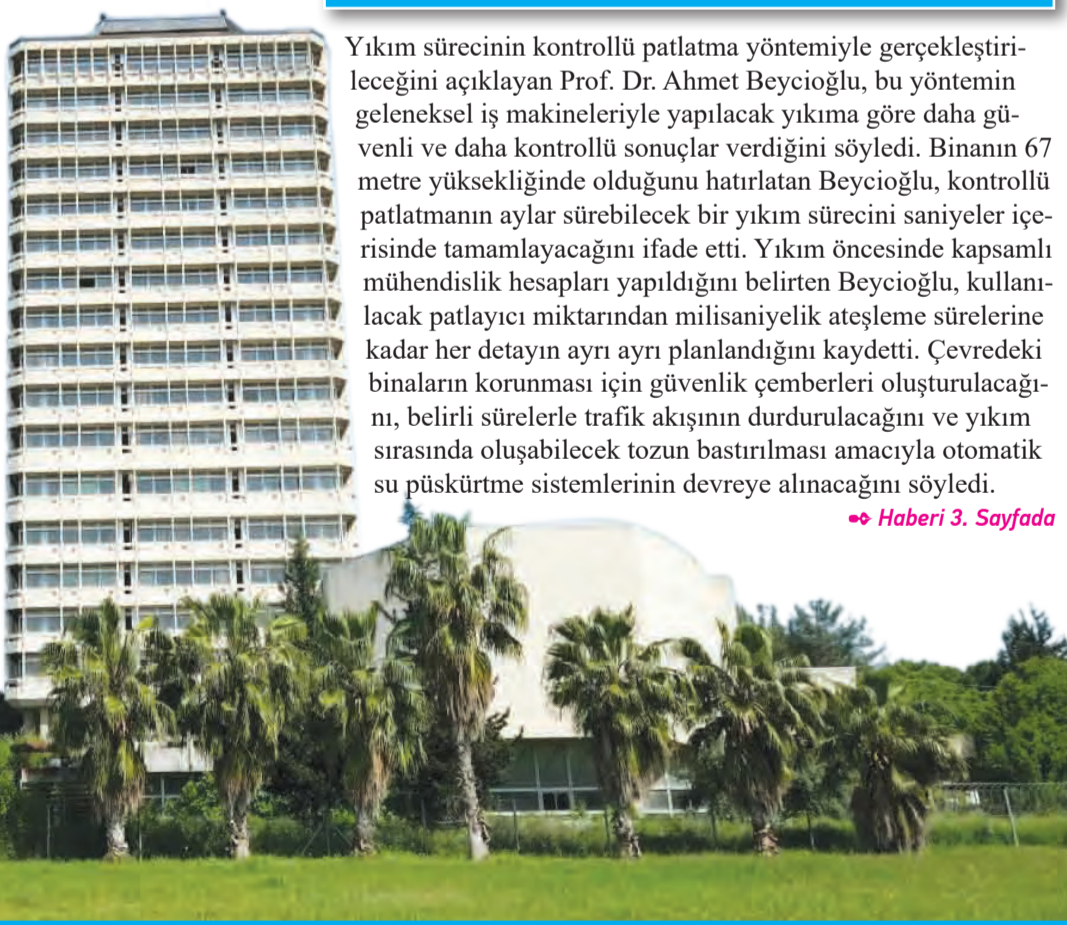 Yıkım sürecinin kontrollü patlatma yöntemiyle gerçekleştiri-
leceğini açıklayan Prof. Dr. Ahmet Beycioğlu, bu yöntemin
geleneksel iş makineleriyle yapılacak yıkıma göre daha gü-
venli ve daha kontrollü sonuçlar verdiğini söyledi. Binanın 67
metre yüksekliğinde olduğunu hatırlatan Beycioğlu, kontrollü
patlatmanın aylar sürebilecek bir yıkım sürecini saniyeler içe-
risinde tamamlayacağını ifade etti. Yıkım öncesinde kapsamlı
mühendislik hesapları yapıldığını belirten Beycioğlu, kullanı-
lacak patlayıcı miktarından milisaniyelik ateşleme sürelerine
kadar her detayın ayrı ayrı planlandığını kaydetti. Çevredeki
binaların korunması için güvenlik çemberleri oluşturulacağı-
nı, belirli sürelerle trafik akışının durdurulacağını ve yıkım
sırasında oluşabilecek tozun bastırılması amacıyla otomatik
su püskürtme sistemlerinin devreye alınacağını söyledi.
Haberi 3. Sayfada